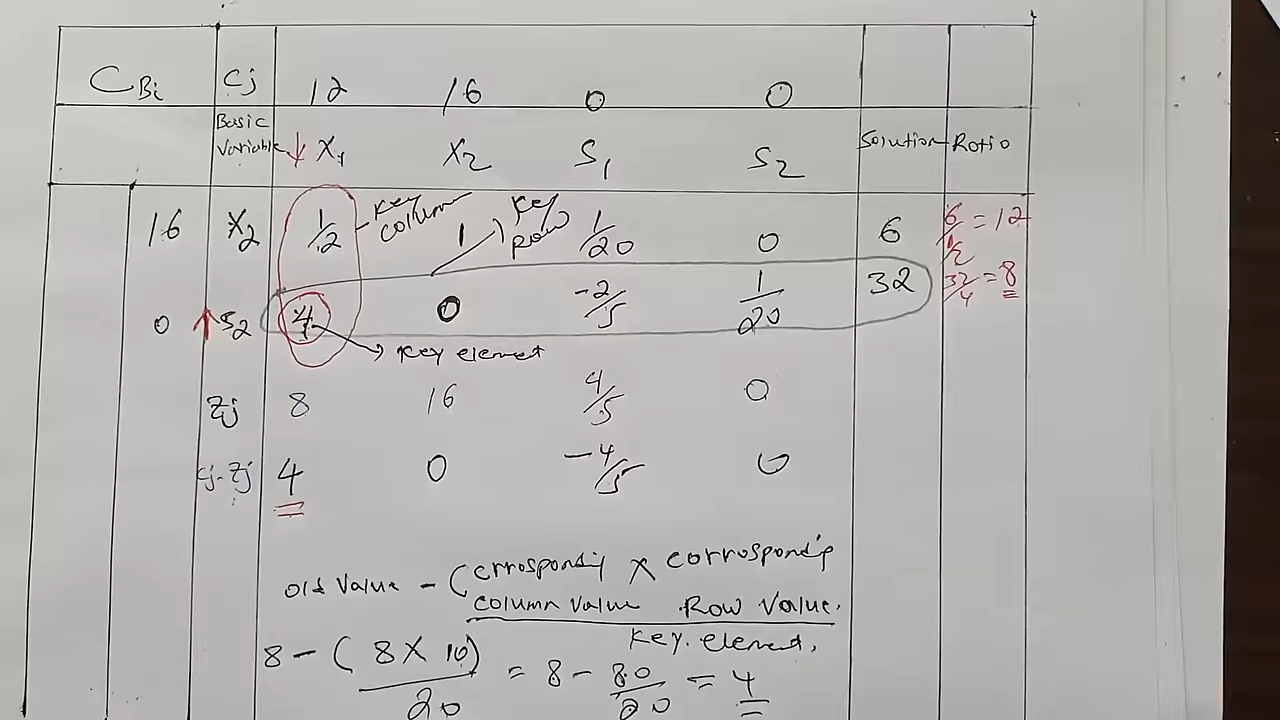 CBi Cj 12 16 0 0
Basic Variable X1 X2 S1 S2 Solution Ratio
16 X2 1/2 1 1/20 0 6 6/1/2 = 12
Key column
Key Row
0 S2 4 0 -2/5 1/20 32 32/4 = 8
Key element
Zj 8 16 4/5 0
Cj-Zj 4 0 -4/5 0
Old Value - (Crrospondig column value X Corrospondig Row Value.
Key. element,
8 - (8 X 10)/20 = 8 - 80/20 = 4